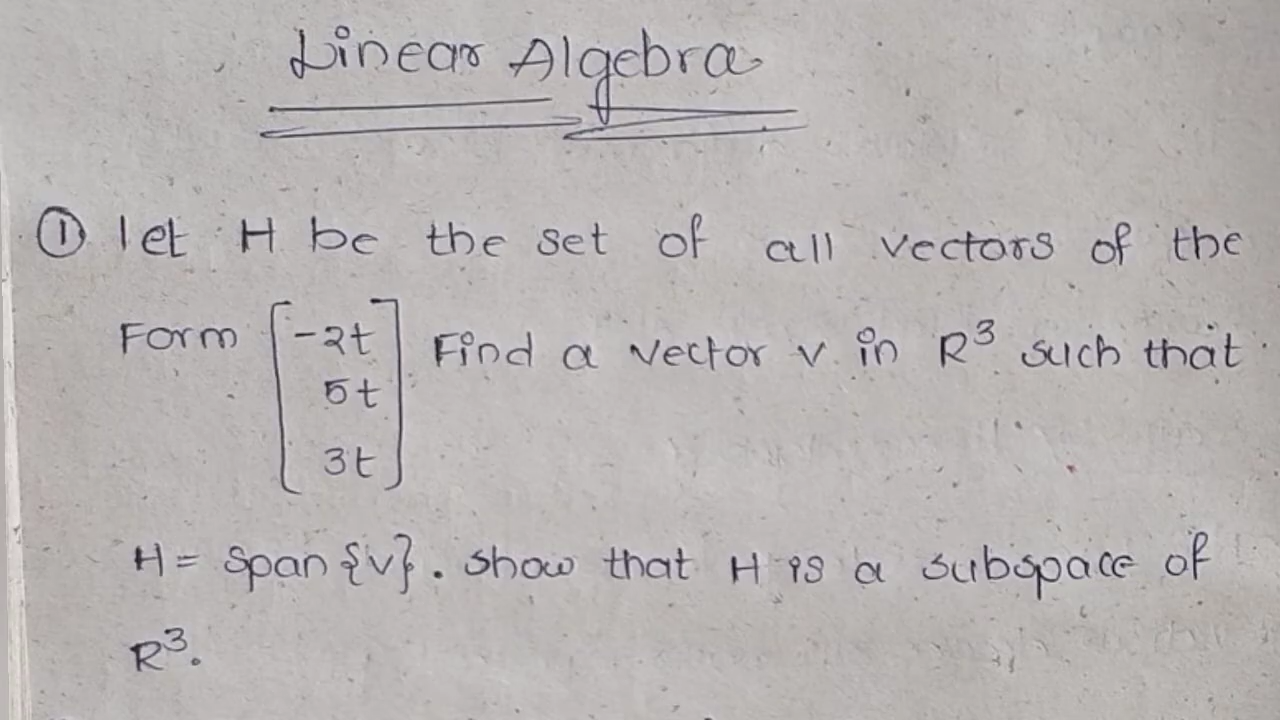 Linear Algebra
① let H be the set of all vectors of the
Form [-2t Find a vector v in R³ such that
5t
3t]
H = span {v}. show that H is a subspace of
R³.